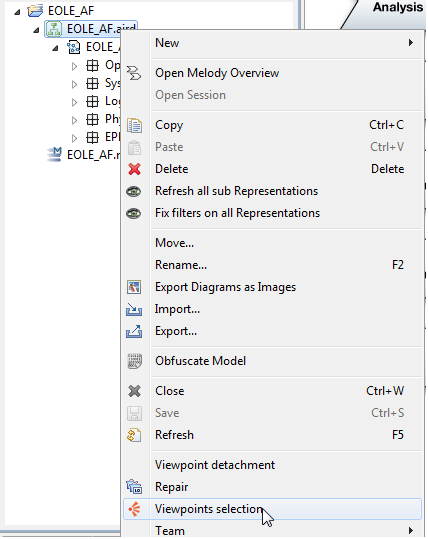 EOLE_AF
Analysis
EOLE_AF.aird
New
EOLE_A
Op
Open Melody Overview
Sys
Open Session
Log
Copy Ctrl+C
Phy
Paste Ctrl+V
EPB
Delete Delete
EOLE_AF.m
Refresh all sub Representations
Fix filters on all Representations
Move...
Rename... F2
Export Diagrams as Images
Import...
Export...
Obfuscate Model
Close Ctrl+W
Save Ctrl+S
Refresh F5
Viewpoint detachment
Repair
Viewpoints selection
Team